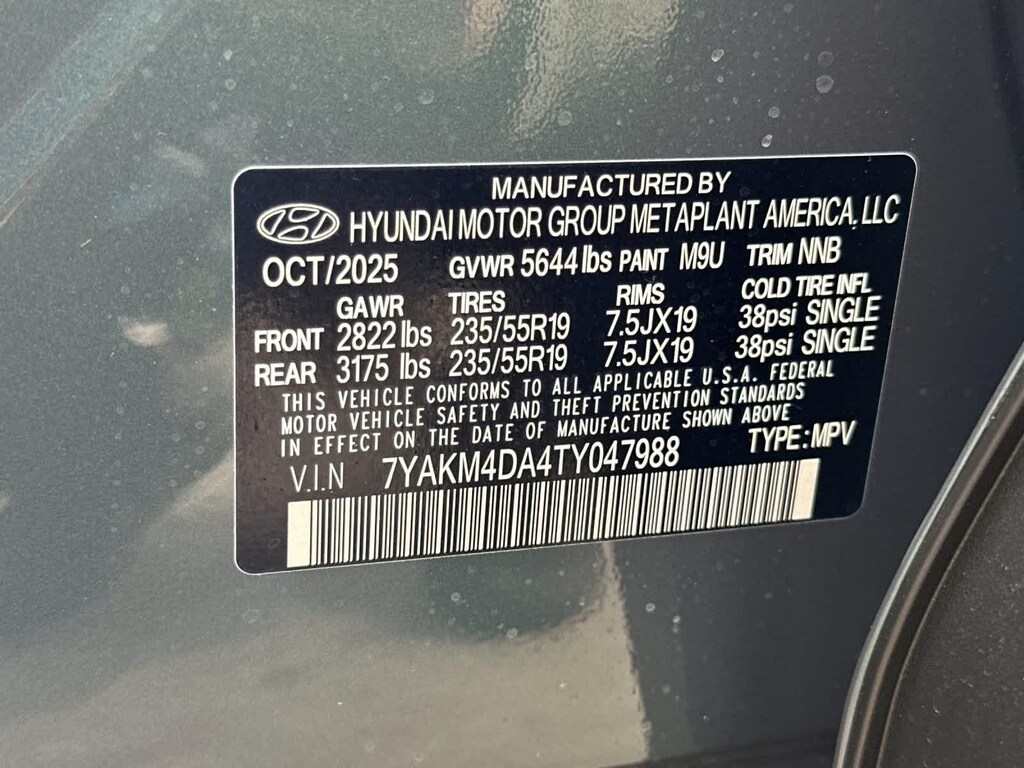 MANUFACTURED BY
HYUNDAI MOTOR GROUP METAPLANT AMERICA, LLC
OCT/2025 GVWR 5644 lbs PAINT M9U TRIM NNB
GAWR TIRES RIMS COLD TIRE INFL
FRONT 2822 lbs 235/55R19 7.5JX19 38psi SINGLE
REAR 3175 lbs 235/55R19 7.5JX19 38psi SINGLE
THIS VEHICLE CONFORMS TO ALL APPLICABLE U.S.A. FEDERAL
MOTOR VEHICLE SAFETY AND THEFT PREVENTION STANDARDS
IN EFFECT ON THE DATE OF MANUFACTURE SHOWN ABOVE
V.I.N 7YAKM4DA4TY047988 TYPE: MPV